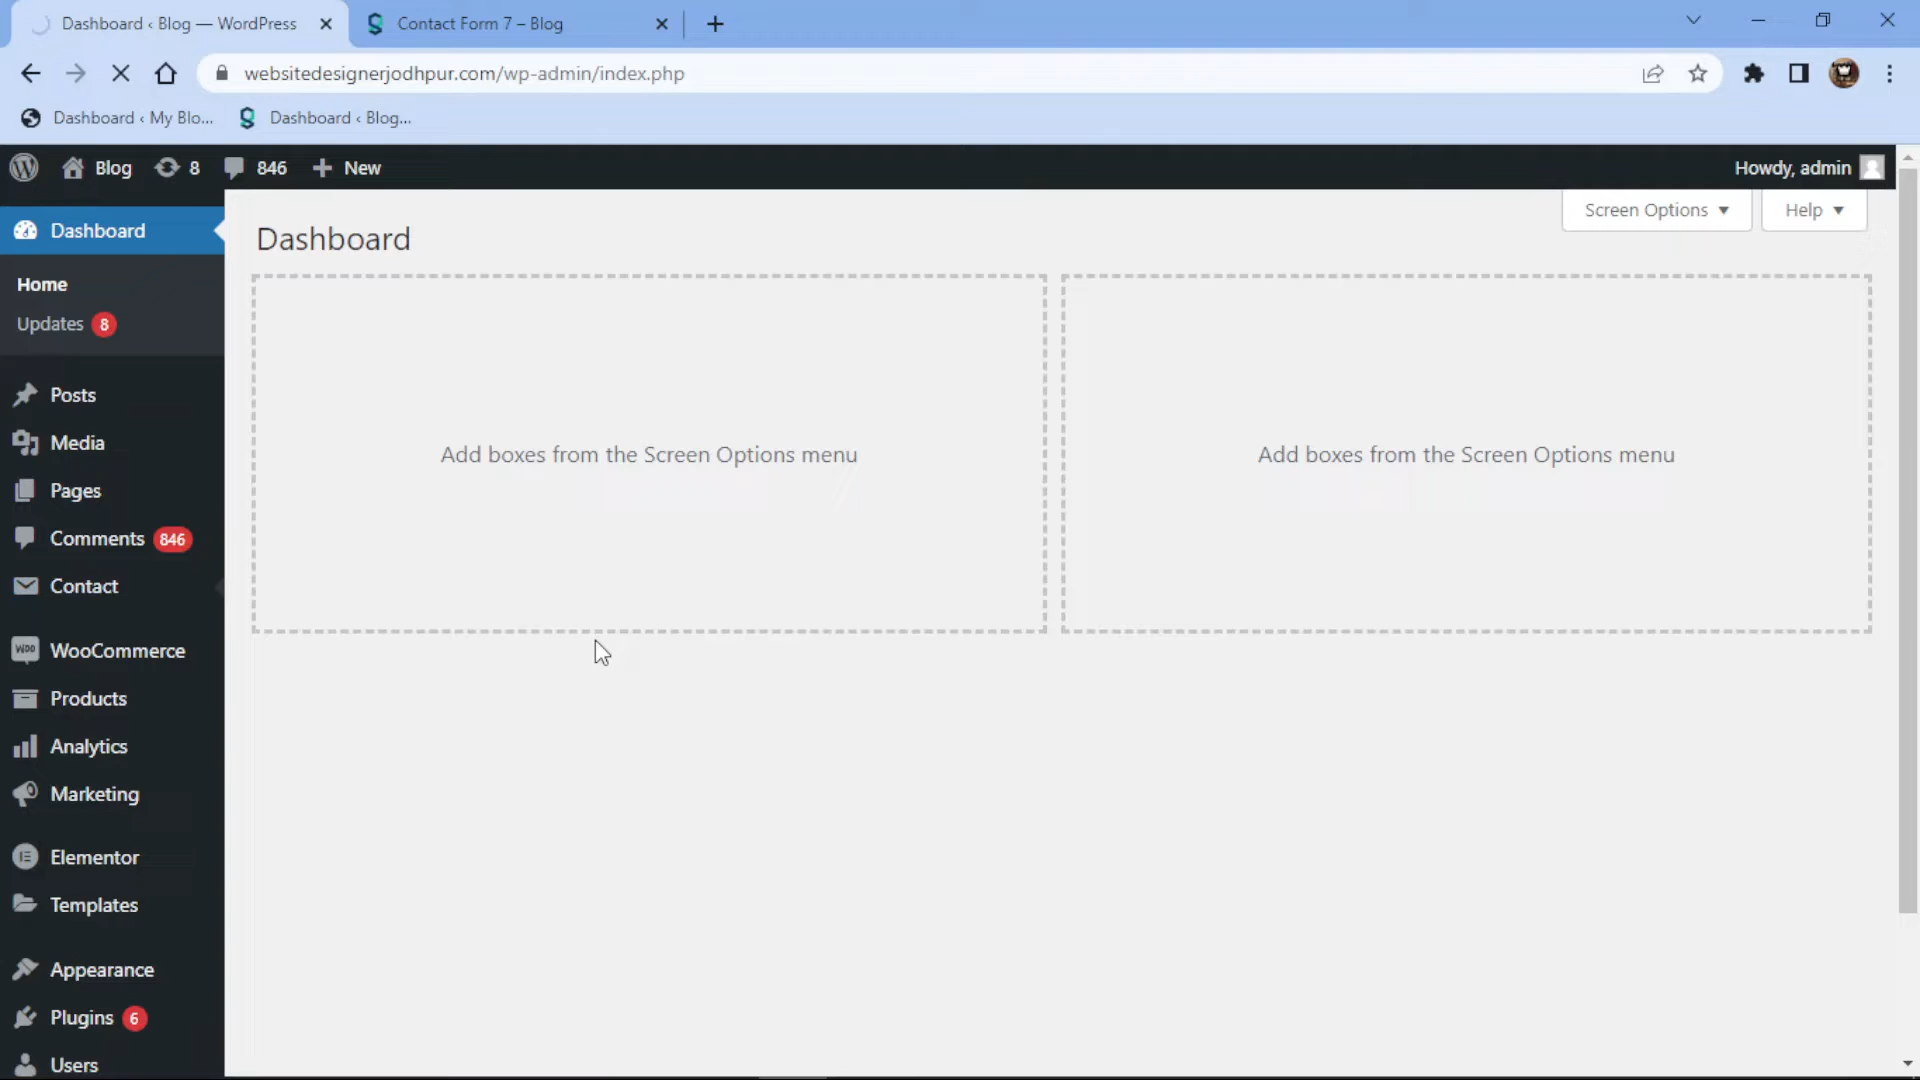 Dashboard ‹ Blog — WordPress
Contact Form 7 – Blog
websitedesignerjodhpur.com/wp-admin/index.php
Dashboard ‹ My Blo...
Dashboard ‹ Blog...
Blog
8
846
New
Howdy, admin
Screen Options
Help
Dashboard
Dashboard
Home
Updates 8
Posts
Media
Pages
Comments 846
Contact
WooCommerce
Products
Analytics
Marketing
Elementor
Templates
Appearance
Plugins 6
Users
Add boxes from the Screen Options menu
Add boxes from the Screen Options menu